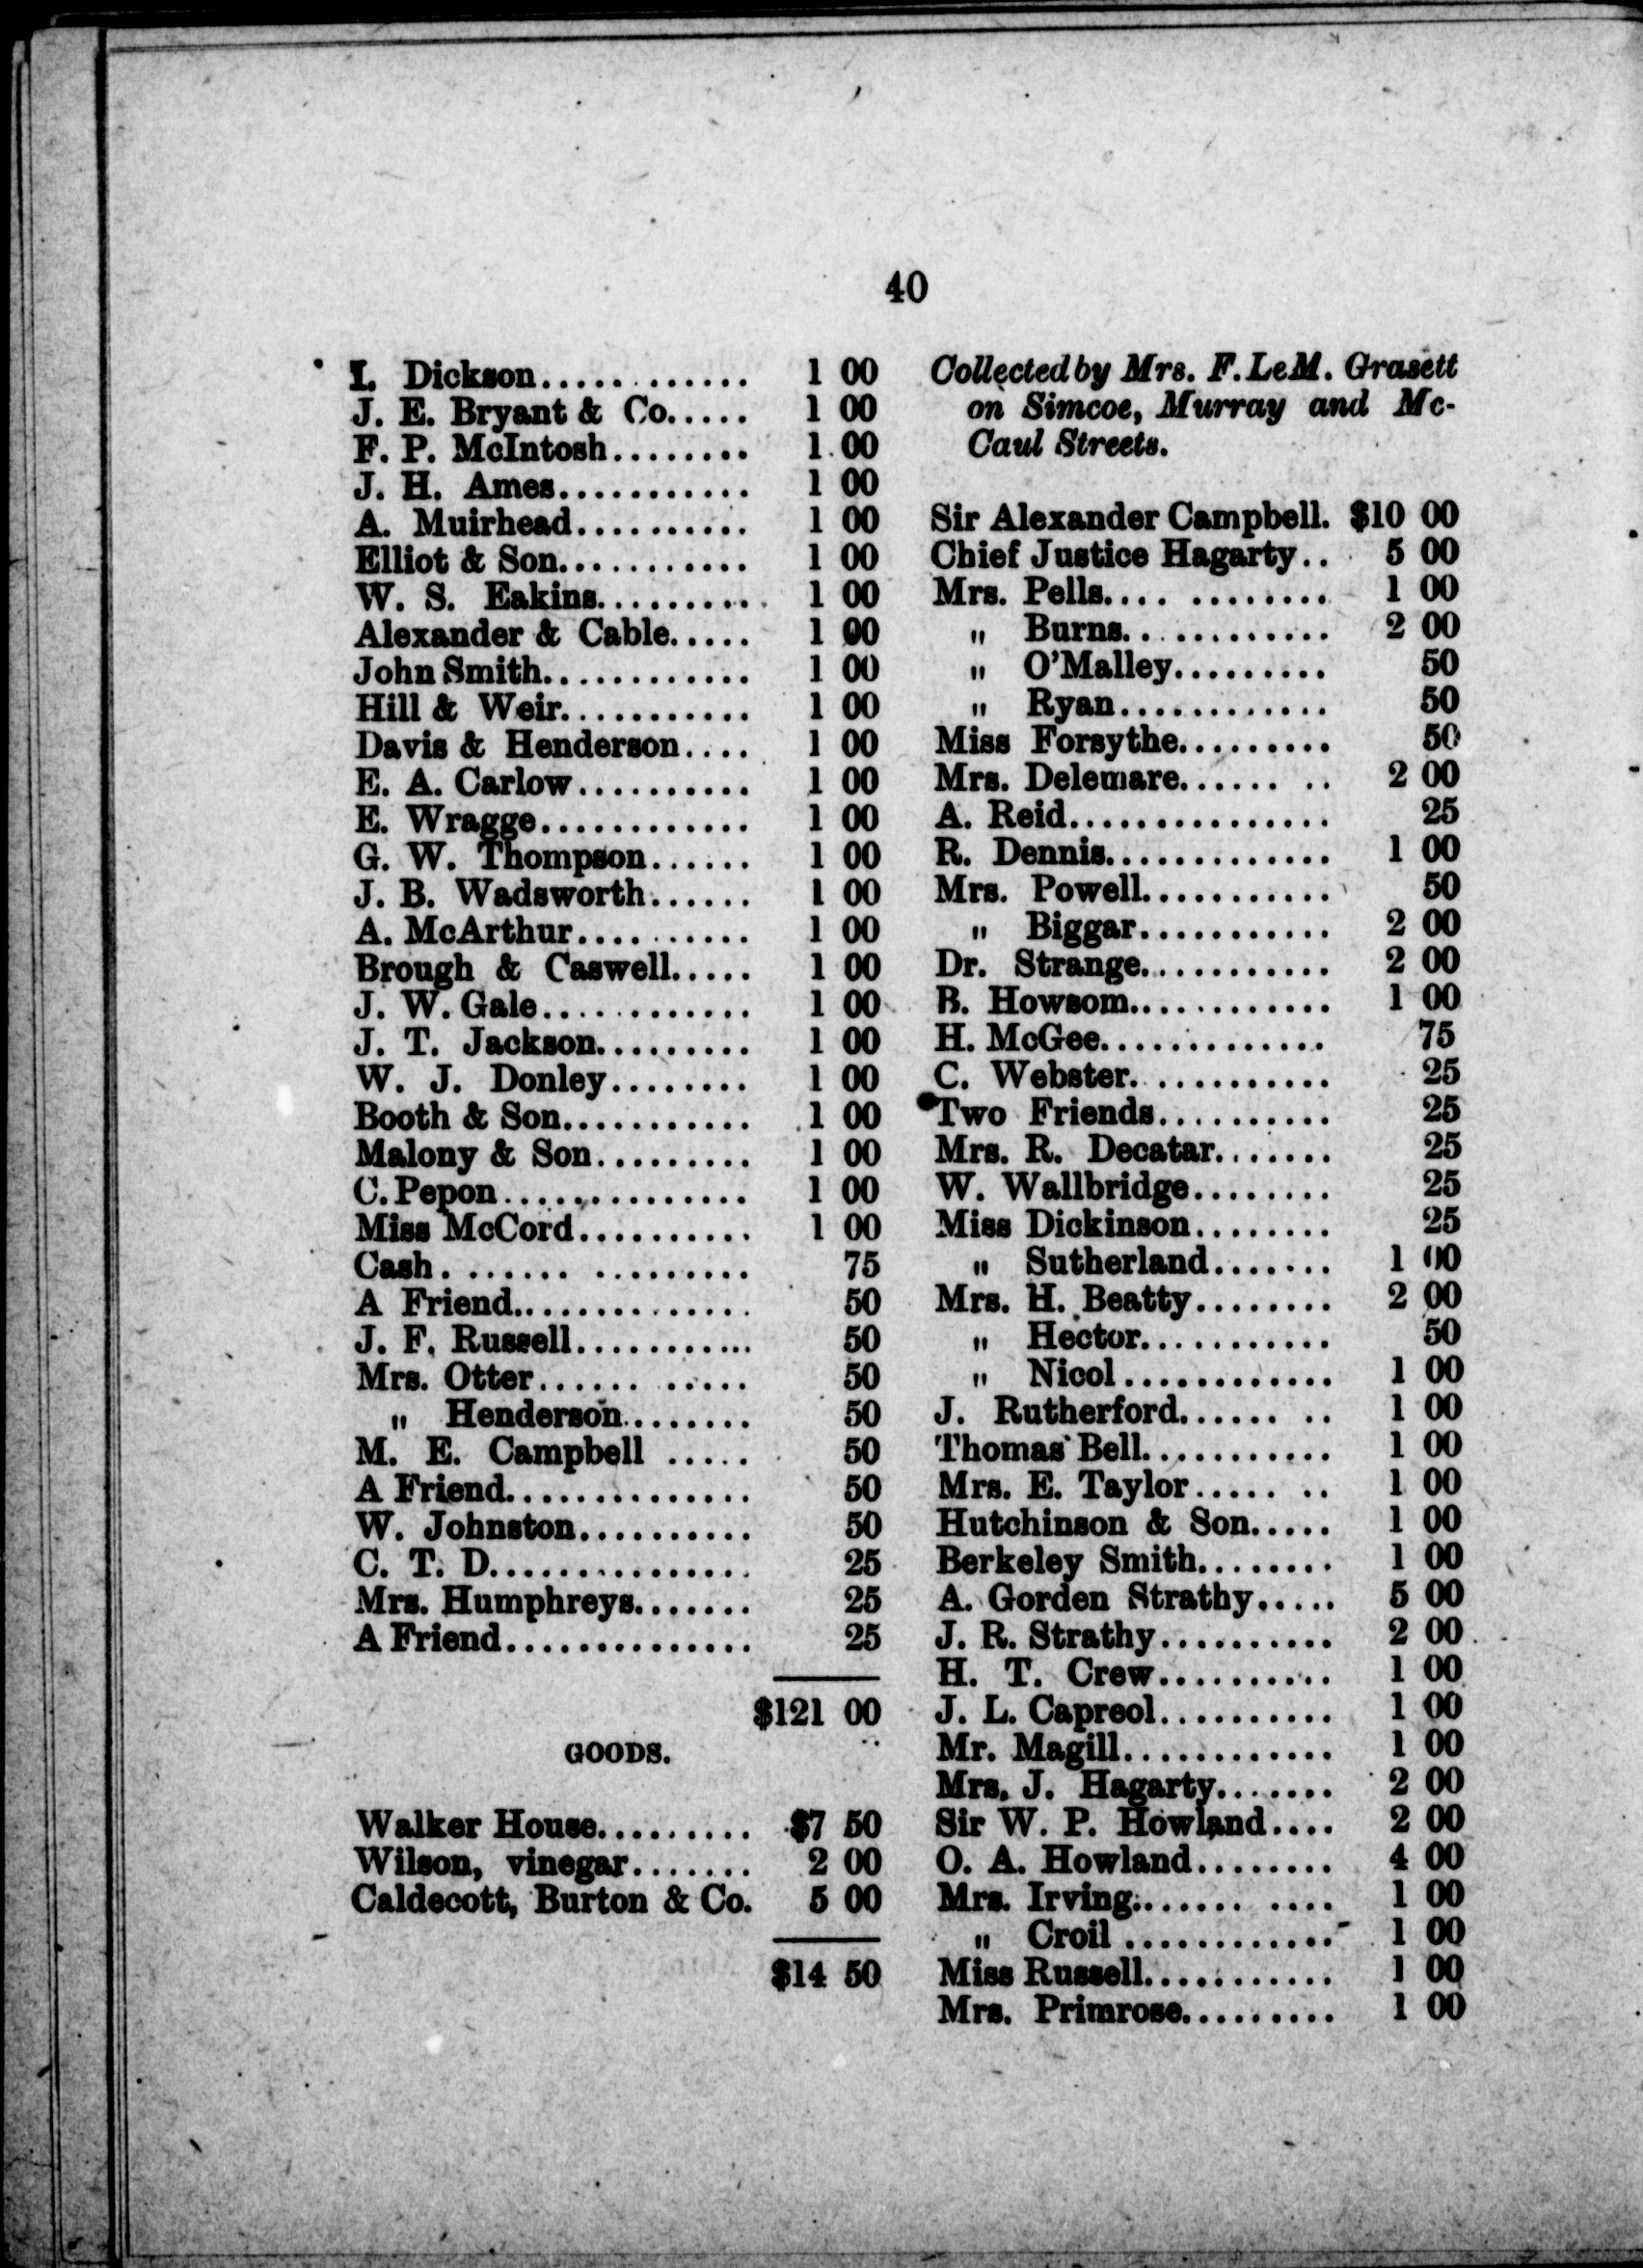 40
I. Dickson............ 1 00
J. E. Bryant & Co..... 1 00
F. P. McIntosh........ 1 00
J. H. Ames........... 1 00
A. Muirhead.......... 1 00
Elliot & Son........... 1 00
W. S. Eakins.......... 1 00
Alexander & Cable..... 1 00
John Smith............ 1 00
Hill & Weir........... 1 00
Davis & Henderson.... 1 00
E. A. Carlow.......... 1 00
E. Wragge............ 1 00
G. W. Thompson...... 1 00
J. B. Wadsworth...... 1 00
A. McArthur.......... 1 00
Brough & Caswell..... 1 00
J. W. Gale............ 1 00
J. T. Jackson......... 1 00
W. J. Donley........ 1 00
Booth & Son........... 1 00
Malony & Son......... 1 00
C. Pepon.............. 1 00
Miss McCord.......... 1 00
Cash................. 75
A Friend.............. 50
J. F. Russell........... 50
Mrs. Otter........... 50
" Henderson........ 50
M. E. Campbell ..... 50
A Friend.............. 50
W. Johnston.......... 50
C. T. D............... 25
Mrs. Humphreys....... 25
A Friend.............. 25
$121 00
GOODS.
Walker House......... $7 50
Wilson, vinegar....... 2 00
Caldecott, Burton & Co. 5 00
$14 50
Collected by Mrs. F. LeM. Grasett
on Simcoe, Murray and Mc-
Caul Streets.
Sir Alexander Campbell. $10 00
Chief Justice Hagarty.. 5 00
Mrs. Pells............ 1 00
" Burns............ 2 00
" O'Malley......... 50
" Ryan............ 50
Miss Forsythe......... 50
Mrs. Delemare........ 2 00
A. Reid............... 25
R. Dennis............. 1 00
Mrs. Powell........... 50
" Biggar........... 2 00
Dr. Strange........... 2 00
B. Howsom............ 1 00
H. McGee............. 75
C. Webster............ 25
Two Friends.......... 25
Mrs. R. Decatar....... 25
W. Wallbridge........ 25
Miss Dickinson........ 25
" Sutherland....... 1 00
Mrs. H. Beatty........ 2 00
" Hector........... 50
" Nicol............ 1 00
J. Rutherford........ 1 00
Thomas Bell........... 1 00
Mrs. E. Taylor....... 1 00
Hutchinson & Son..... 1 00
Berkeley Smith........ 1 00
A. Gorden Strathy..... 5 00
J. R. Strathy.......... 2 00
H. T. Crew.......... 1 00
J. L. Capreol.......... 1 00
Mr. Magill............ 1 00
Mrs. J. Hagarty....... 2 00
Sir W. P. Howland.... 2 00
O. A. Howland........ 4 00
Mrs. Irving........... 1 00
" Croil ............ 1 00
Miss Russell........... 1 00
Mrs. Primrose......... 1 00